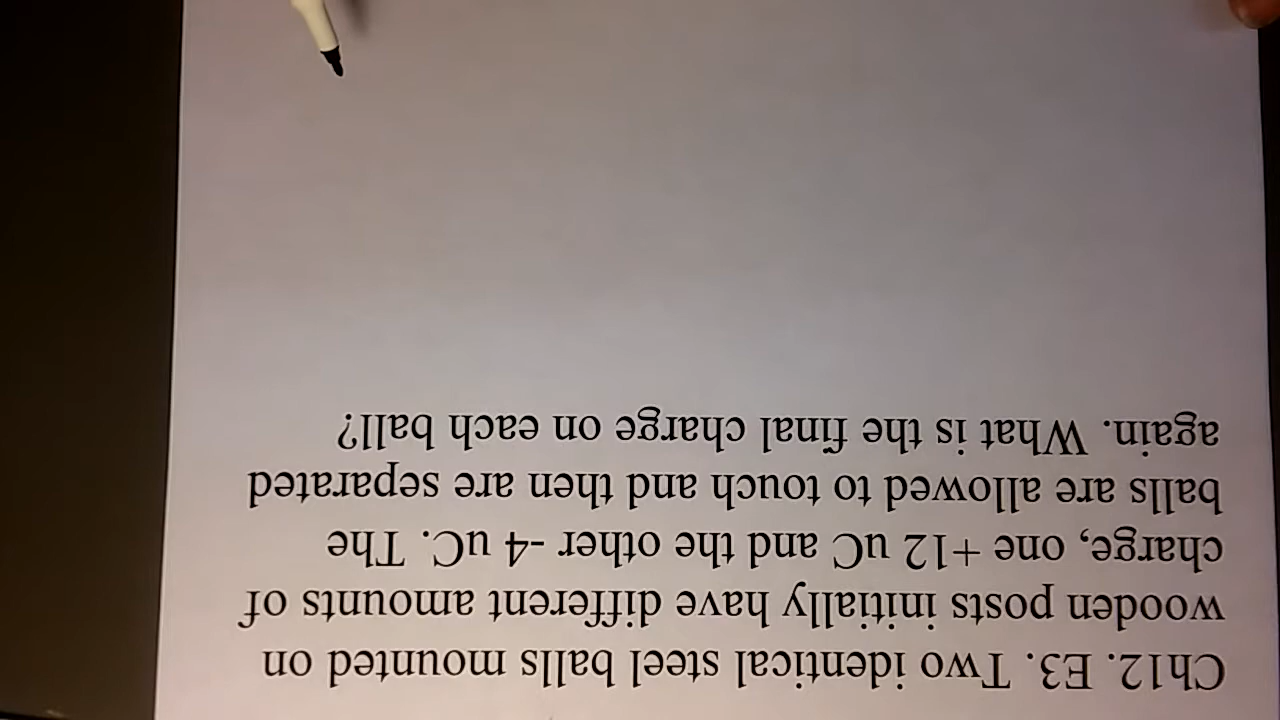 Ch12. E3. Two identical steel balls mounted on
wooden posts initially have different amounts of
charge, one +12 uC and the other -4 uC. The
balls are allowed to touch and then are separated
again. What is the final charge on each ball?